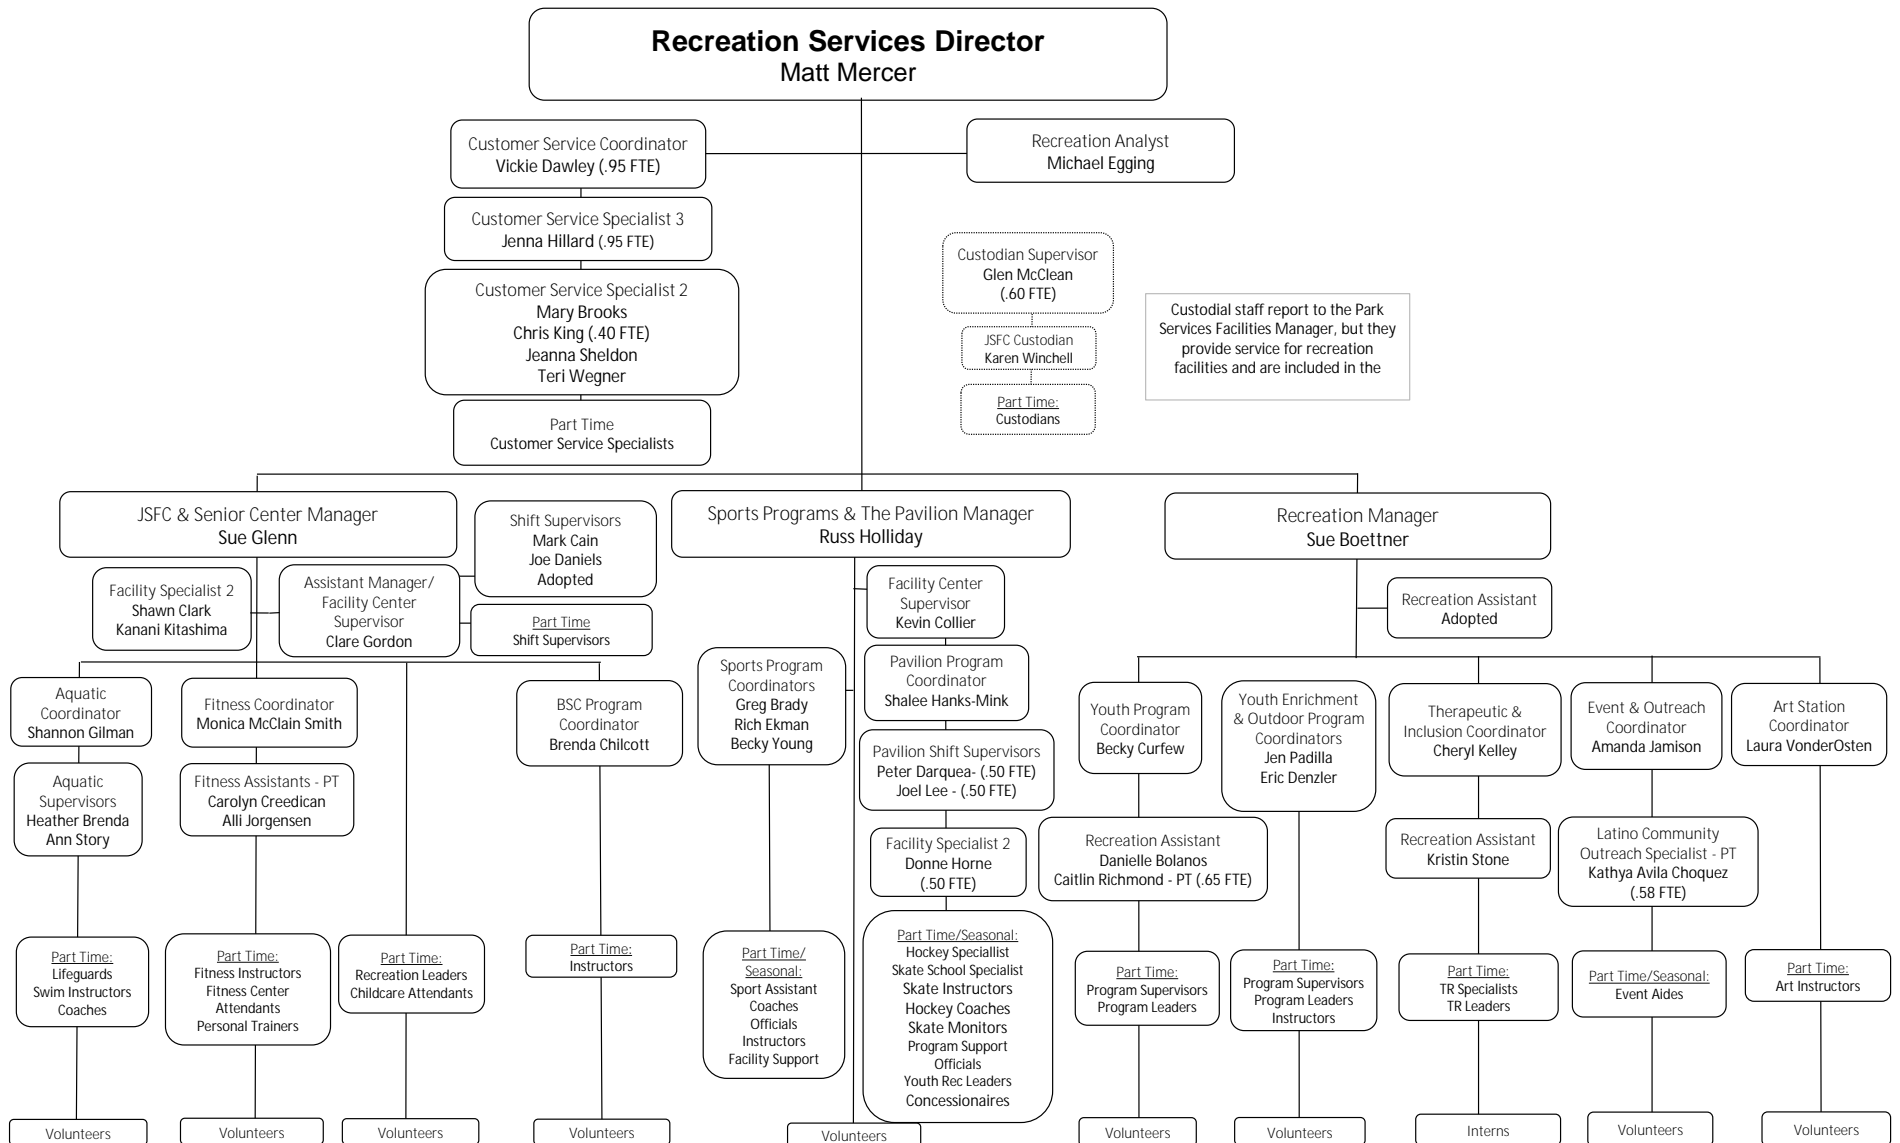 Recreation Services Director
Matt Mercer
Customer Service Coordinator
Vickie Dawley (.95 FTE)
Recreation Analyst
Michael Egging
Customer Service Specialist 3
Jenna Hillard (.95 FTE)
Customer Service Specialist 2
Mary Brooks
Chris King (.40 FTE)
Jeanna Sheldon
Teri Wegner
Part Time
Customer Service Specialists
Custodian Supervisor
Glen McClean
(.60 FTE)
JSFC Custodian
Karen Winchell
Part Time:
Custodians
Custodial staff report to the Park
Services Facilities Manager, but they
provide service for recreation
facilities and are included in the
JSFC & Senior Center Manager
Sue Glenn
Shift Supervisors
Mark Cain
Joe Daniels
Adopted
Facility Specialist 2
Shawn Clark
Kanani Kitashima
Assistant Manager/
Facility Center
Supervisor
Clare Gordon
Part Time
Shift Supervisors
Aquatic
Coordinator
Shannon Gilman
Aquatic
Supervisors
Heather Brenda
Ann Story
Part Time:
Lifeguards
Swim Instructors
Coaches
Volunteers
Fitness Coordinator
Monica McClain Smith
Fitness Assistants - PT
Carolyn Creedican
Alli Jorgensen
Part Time:
Fitness Instructors
Fitness Center
Attendants
Personal Trainers
Volunteers
Part Time:
Recreation Leaders
Childcare Attendants
Volunteers
BSC Program
Coordinator
Brenda Chilcott
Part Time:
Instructors
Volunteers
Sports Programs & The Pavilion Manager
Russ Holliday
Facility Center
Supervisor
Kevin Collier
Sports Program
Coordinators
Greg Brady
Rich Ekman
Becky Young
Part Time/
Seasonal:
Sport Assistant
Coaches
Officials
Instructors
Facility Support
Pavilion Program
Coordinator
Shalee Hanks-Mink
Pavilion Shift Supervisors
Peter Darquea- (.50 FTE)
Joel Lee - (.50 FTE)
Facility Specialist 2
Donne Horne
(.50 FTE)
Part Time/Seasonal:
Hockey Speciallist
Skate School Specialist
Skate Instructors
Hockey Coaches
Skate Monitors
Program Support
Officials
Youth Rec Leaders
Concessionaires
Volunteers
Recreation Manager
Sue Boettner
Recreation Assistant
Adopted
Youth Program
Coordinator
Becky Curfew
Recreation Assistant
Danielle Bolanos
Caitlin Richmond - PT (.65 FTE)
Part Time:
Program Supervisors
Program Leaders
Volunteers
Youth Enrichment
& Outdoor Program
Coordinators
Jen Padilla
Eric Denzler
Part Time:
Program Supervisors
Program Leaders
Instructors
Volunteers
Therapeutic &
Inclusion Coordinator
Cheryl Kelley
Recreation Assistant
Kristin Stone
Part Time:
TR Specialists
TR Leaders
Interns
Event & Outreach
Coordinator
Amanda Jamison
Latino Community
Outreach Specialist - PT
Kathya Avila Choquez
(.58 FTE)
Part Time/Seasonal:
Event Aides
Volunteers
Art Station
Coordinator
Laura VonderOsten
Part Time:
Art Instructors
Volunteers